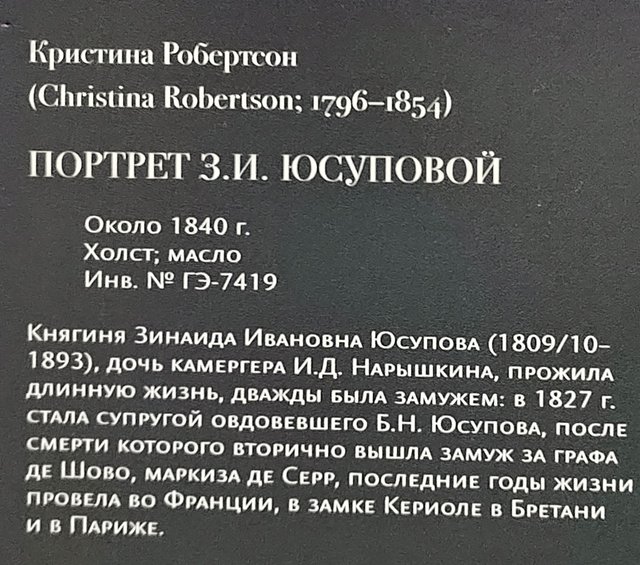 Кристина Робертсон
(Christina Robertson; 1796–1854)
ПОРТРЕТ З.И. ЮСУПОВОЙ
Около 1840 г.
Холст; масло
Инв. № ГЭ-7419
Княгиня Зинаида Ивановна Юсупова (1809/10–
1893), дочь камергера И.Д. Нарышкина, прожила
длинную жизнь, дважды была замужем: в 1827 г.
стала супругой овдовевшего Б.Н. Юсупова, после
смерти которого вторично вышла замуж за графа
де Шово, маркиза де Серр, последние годы жизни
провела во Франции, в замке Кериоле в Бретани
и в Париже.